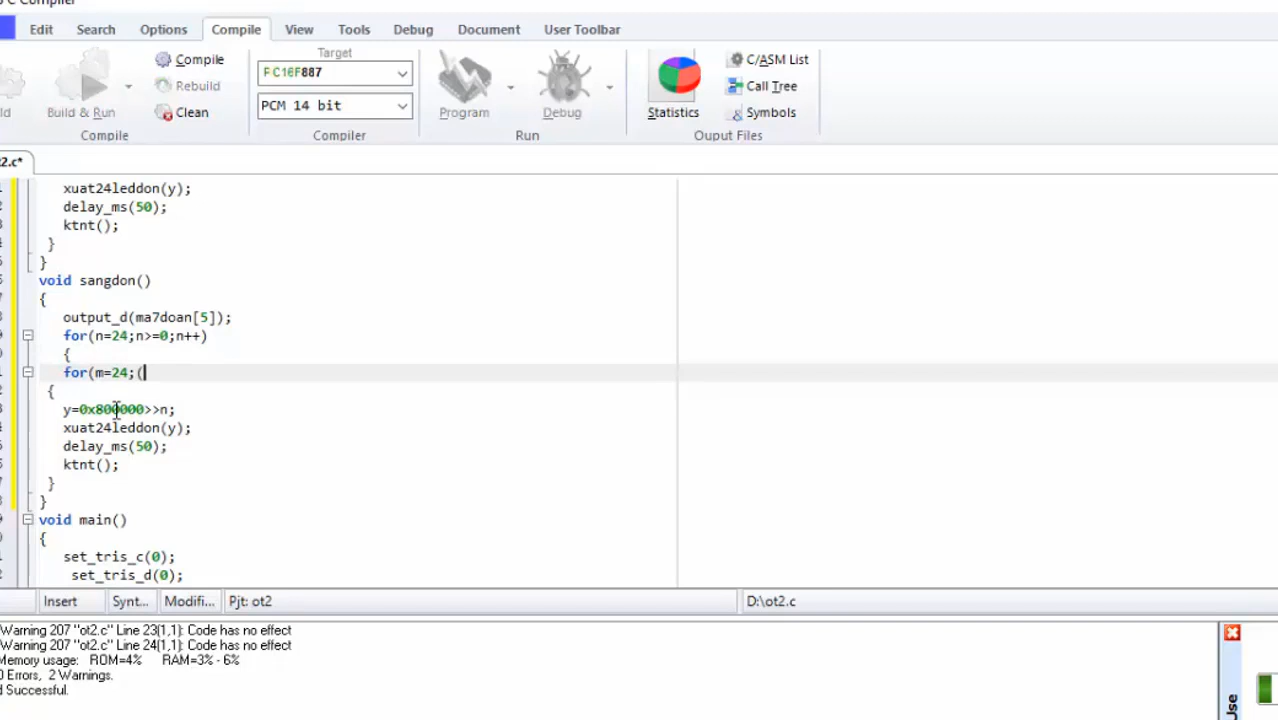 C Compiler
Edit Search Options Compile View Tools Debug Document User Toolbar
Target
Compile
PC16F887
C/ASM List
Rebuild
Call Tree
Build & Run
Clean
PCM 14 bit
Program
Debug
Statistics
Symbols
Compile
Compiler
Run
Ouput Files
ot2.c*
xuat24leddon(y);
delay_ms(50);
ktnt();
}
}
void sangdon()
{
output_d(ma7doan[5]);
for(n=24;n>=0;n++)
{
for(m=24;(
{
y=0x800000>>n;
xuat24leddon(y);
delay_ms(50);
ktnt();
}
}
void main()
{
set_tris_c(0);
set_tris_d(0);
Insert Synt... Modifi... Pjt: ot2 D:\ot2.c
Warning 207 "ot2.c" Line 23(1,1): Code has no effect
Warning 207 "ot2.c" Line 24(1,1): Code has no effect
Memory usage: ROM=4% RAM=3% - 6%
0 Errors, 2 Warnings.
Successful.
Use